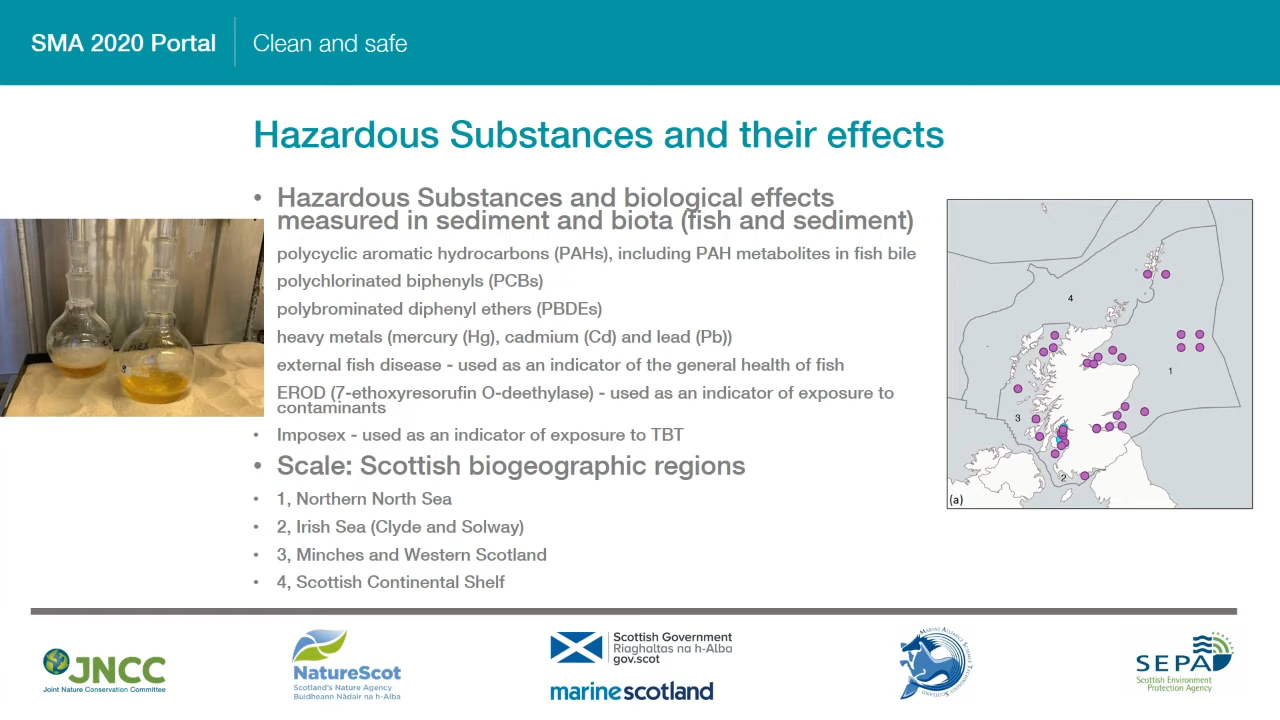 SMA 2020 Portal
Clean and safe
Hazardous Substances and their effects
• Hazardous Substances and biological effects
measured in sediment and biota (fish and sediment)
polycyclic aromatic hydrocarbons (PAHs), including PAH metabolites in fish bile
polychlorinated biphenyls (PCBs)
polybrominated diphenyl ethers (PBDEs)
heavy metals (mercury (Hg), cadmium (Cd) and lead (Pb))
external fish disease - used as an indicator of the general health of fish
EROD (7-ethoxyresorufin O-deethylase) - used as an indicator of exposure to
contaminants
• Imposex - used as an indicator of exposure to TBT
• Scale: Scottish biogeographic regions
• 1, Northern North Sea
• 2, Irish Sea (Clyde and Solway)
• 3, Minches and Western Scotland
• 4, Scottish Continental Shelf
4
1
3
2
(a)
JNCC
Joint Nature Conservation Committee
NatureScot
Scotland's Nature Agency
Buidheann Nàdair na h-Alba
Scottish Government
Riaghaltas na h-Alba
gov.scot
marinescotland
Marine Alliance Science Technology Scotland
SEPA
Scottish Environment
Protection Agency